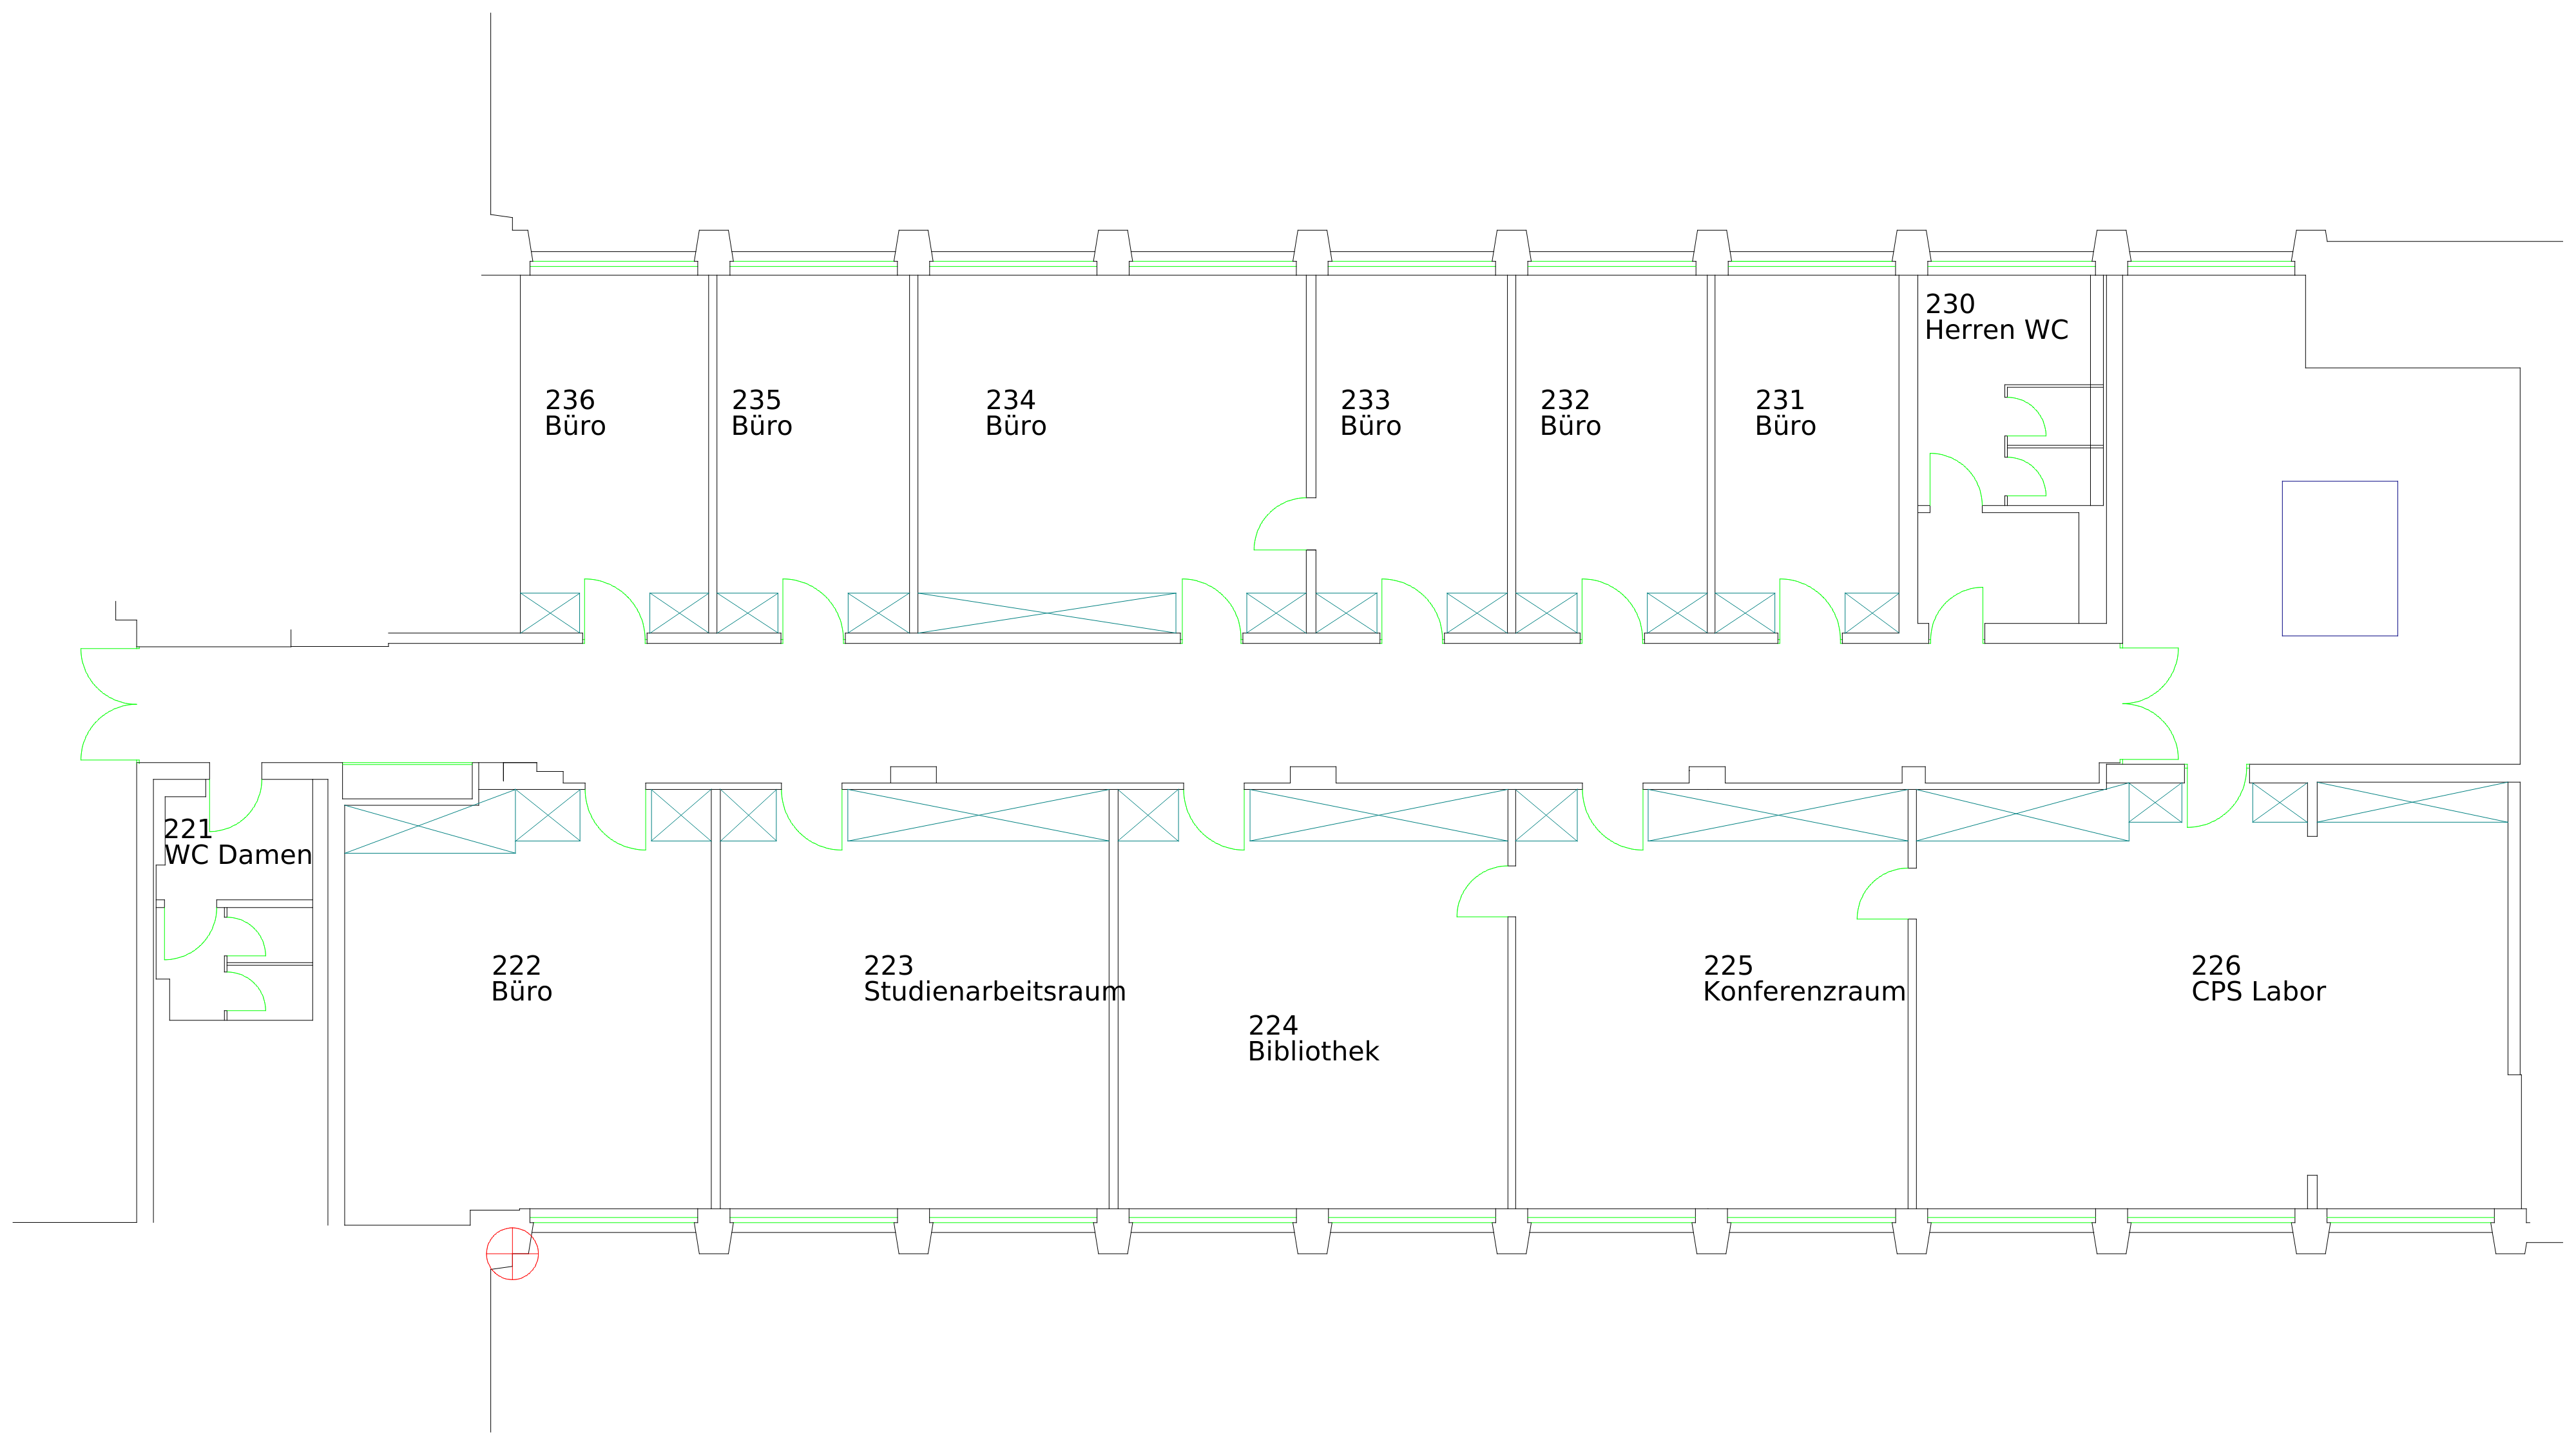 230
Herren WC
236
Büro
235
Büro
234
Büro
233
Büro
232
Büro
231
Büro
221
WC Damen
222
Büro
223
Studienarbeitsraum
224
Bibliothek
225
Konferenzraum
226
CPS Labor